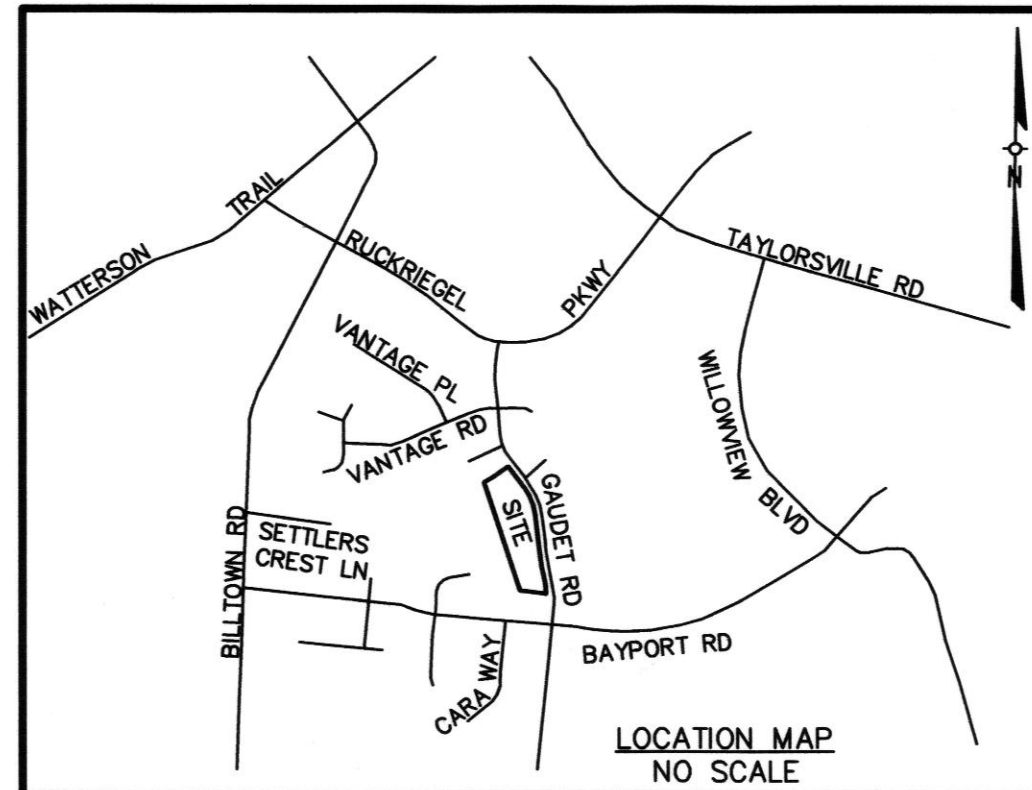 N
TRAIL
WATTERSON
RUCKRIEGEL
PKWY
TAYLORSVILLE RD
VANTAGE PL
VANTAGE RD
WILLOWVIEW
BLVD
GAUDET RD
SITE
SETTLERS
CREST LN
BILLTOWN RD
BAYPORT RD
CARA WAY
LOCATION MAP
NO SCALE